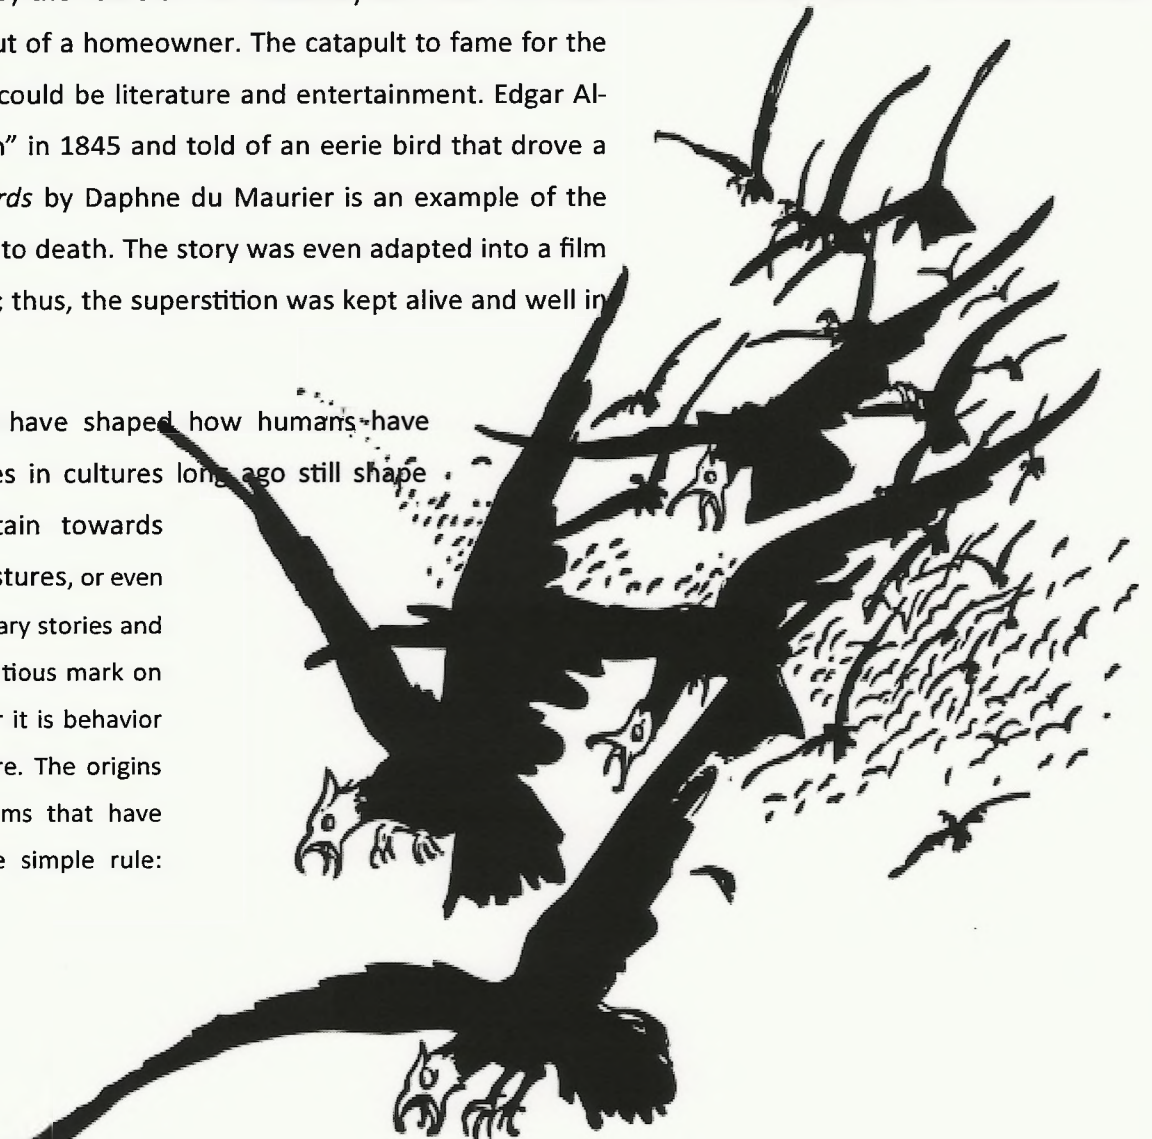 ut of a homeowner. The catapult to fame for the
could be literature and entertainment. Edgar Al-
n” in 1845 and told of an eerie bird that drove a
rds by Daphne du Maurier is an example of the
to death. The story was even adapted into a film
; thus, the superstition was kept alive and well in
have shaped how humans have
es in cultures long ago still shape
tain towards
stures, or even
ary stories and
tious mark on
r it is behavior
re. The origins
ms that have
e simple rule: